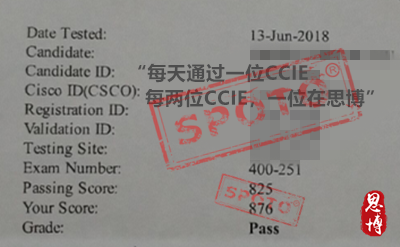 Date Tested: 13-Jun-2018
Candidate:
Candidate ID: “每天通过一位CCIE
Cisco ID(CSCO): 每两位CCIE，一位在思博”
Registration ID:
Validation ID:
Testing Site:
Exam Number: 400-251
Passing Score: 825
Your Score: 876
Grade: Pass
SPOTO
SPOTO
思博